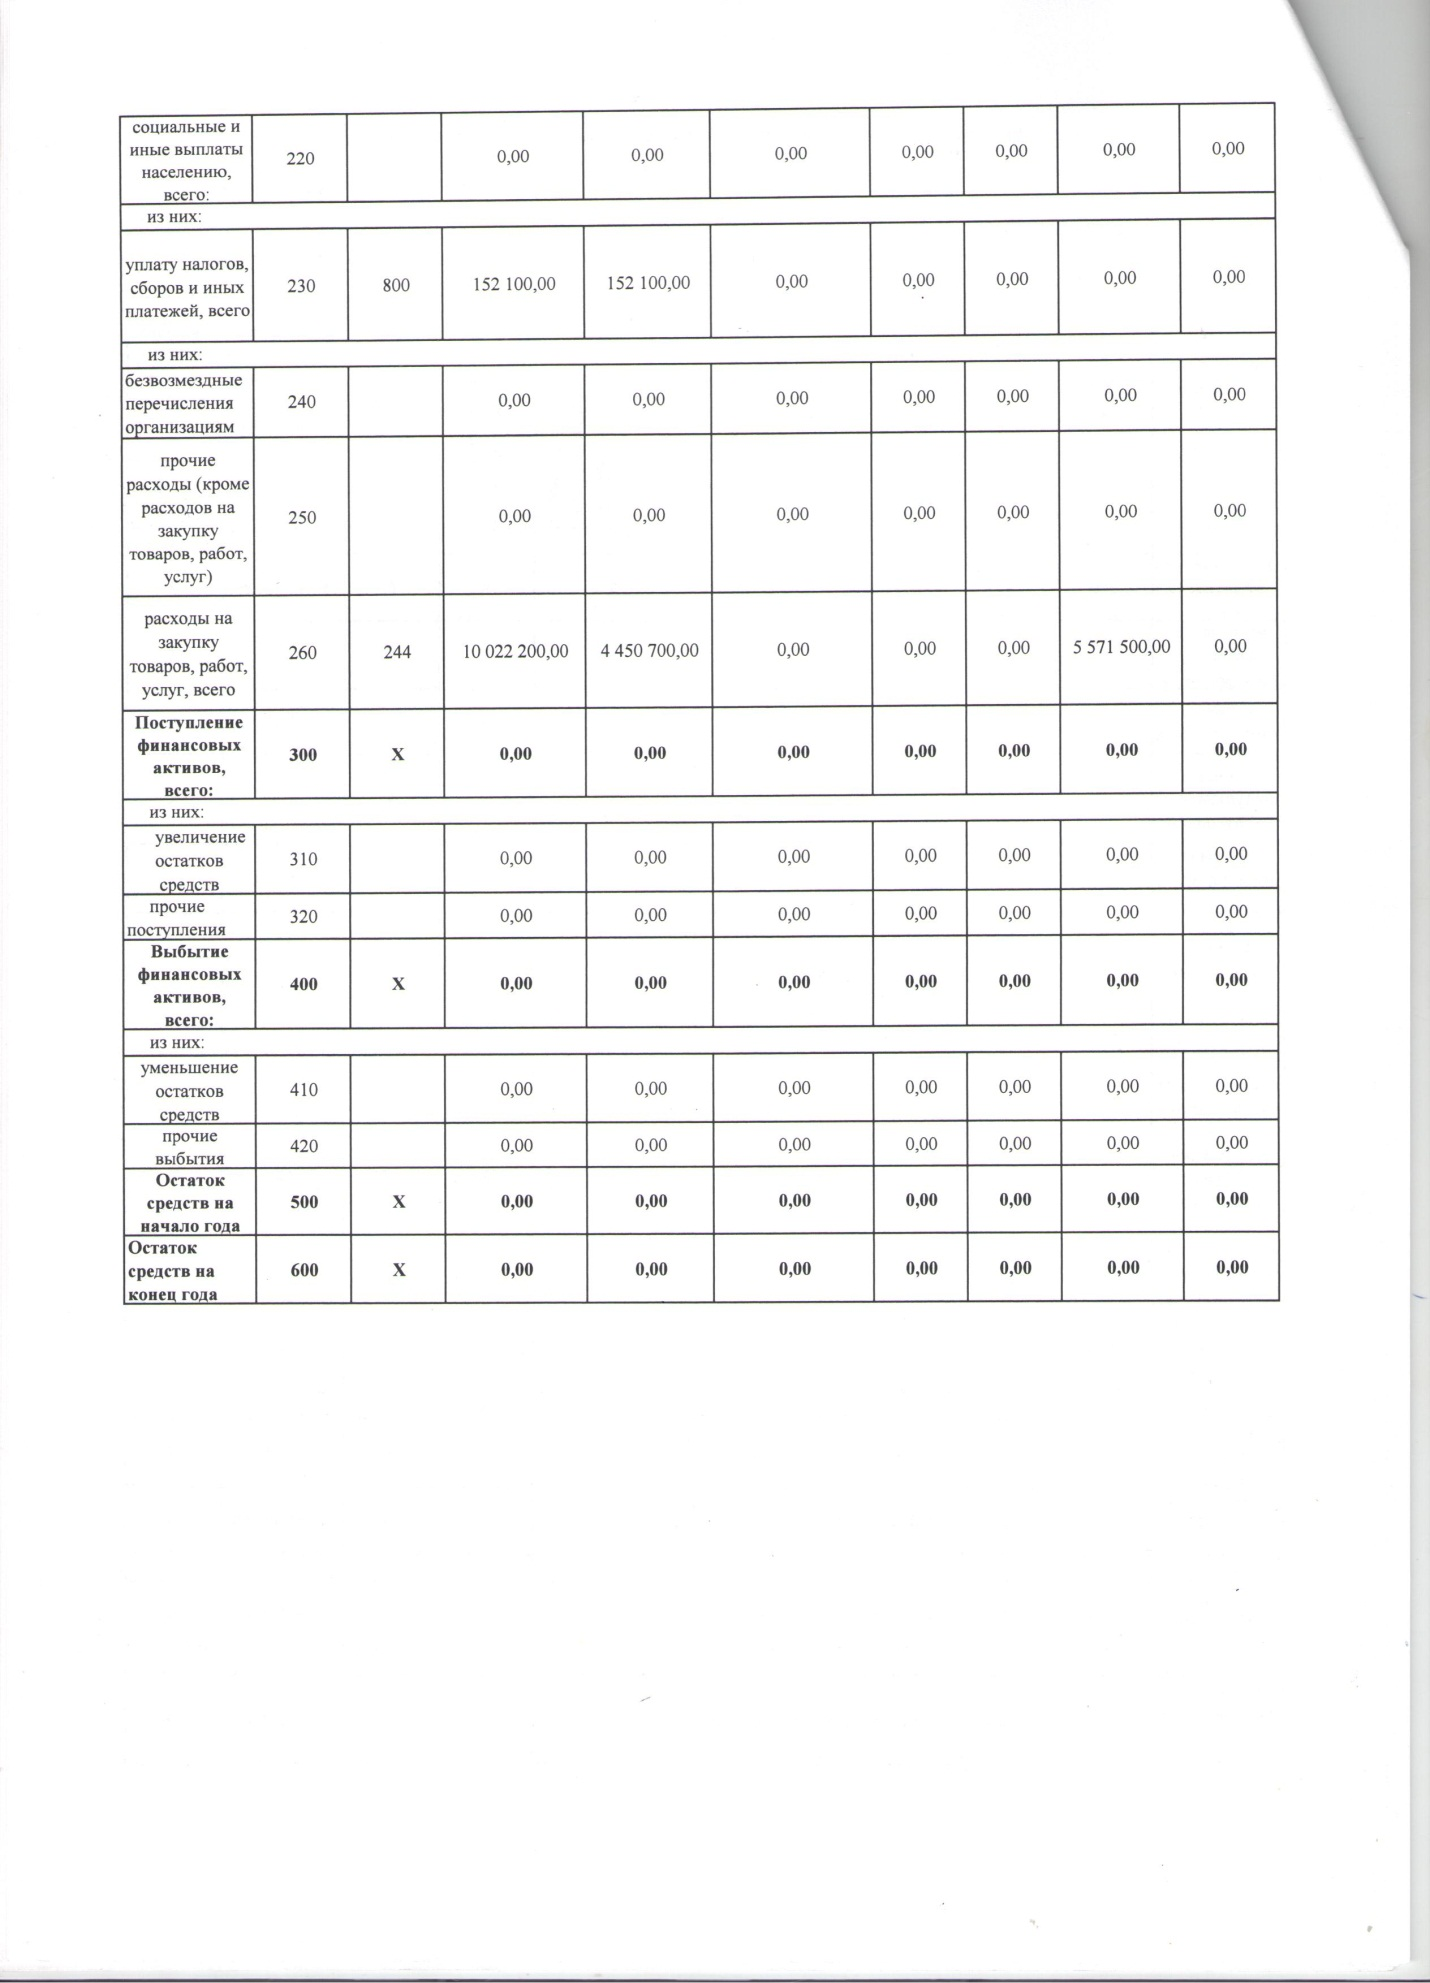 социальные и
иные выплаты
населению,
всего:
220
0,00
0,00
0,00
0,00
0,00
0,00
0,00
из них:
уплату налогов,
сборов и иных
платежей, всего
230
800
152 100,00
152 100,00
0,00
0,00
0,00
0,00
0,00
из них:
безвозмездные
перечисления
организациям
240
0,00
0,00
0,00
0,00
0,00
0,00
0,00
прочие
расходы (кроме
расходов на
закупку
товаров, работ,
услуг)
250
0,00
0,00
0,00
0,00
0,00
0,00
0,00
расходы на
закупку
товаров, работ,
услуг, всего
260
244
10 022 200,00
4 450 700,00
0,00
0,00
0,00
5 571 500,00
0,00
Поступление
финансовых
активов,
всего:
300
X
0,00
0,00
0,00
0,00
0,00
0,00
0,00
из них:
увеличение
остатков
средств
310
0,00
0,00
0,00
0,00
0,00
0,00
0,00
прочие
поступления
320
0,00
0,00
0,00
0,00
0,00
0,00
0,00
Выбытие
финансовых
активов,
всего:
400
X
0,00
0,00
0,00
0,00
0,00
0,00
0,00
из них:
уменьшение
остатков
средств
410
0,00
0,00
0,00
0,00
0,00
0,00
0,00
прочие
выбытия
420
0,00
0,00
0,00
0,00
0,00
0,00
0,00
Остаток
средств на
начало года
500
X
0,00
0,00
0,00
0,00
0,00
0,00
0,00
Остаток
средств на
конец года
600
X
0,00
0,00
0,00
0,00
0,00
0,00
0,00